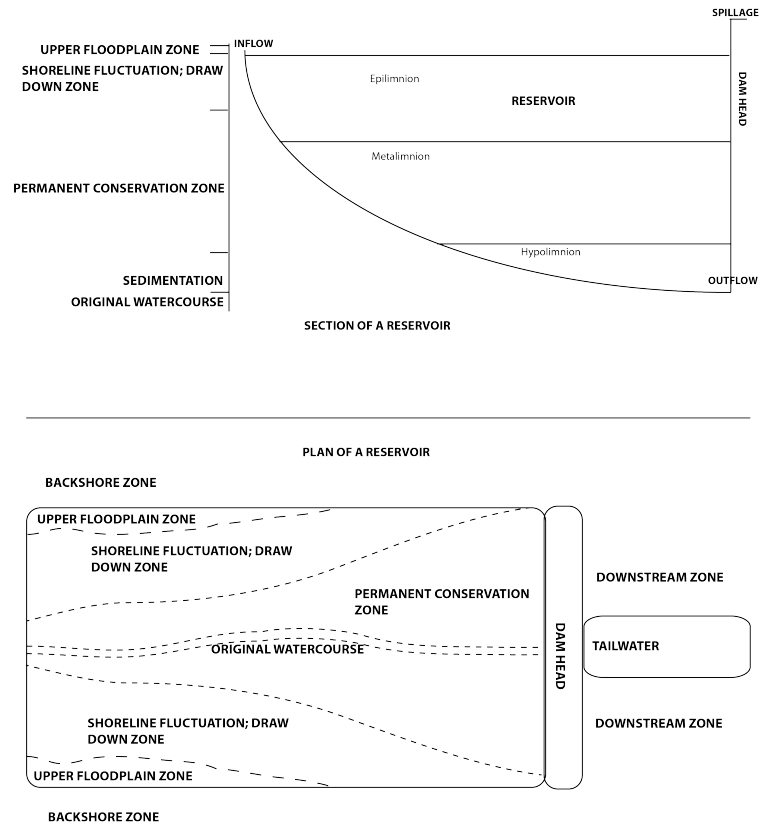 SPILLAGE
INFLOW
UPPER FLOODPLAIN ZONE
SHORELINE FLUCTUATION; DRAW
DOWN ZONE
Epilimnion
RESERVOIR
DAM HEAD
Metalimnion
PERMANENT CONSERVATION ZONE
Hypolimnion
SEDIMENTATION
OUTFLOW
ORIGINAL WATERCOURSE
SECTION OF A RESERVOIR
PLAN OF A RESERVOIR
BACKSHORE ZONE
UPPER FLOODPLAIN ZONE
SHORELINE FLUCTUATION; DRAW
DOWN ZONE
PERMANENT CONSERVATION
ZONE
DOWNSTREAM ZONE
ORIGINAL WATERCOURSE
DAM HEAD
TAILWATER
SHORELINE FLUCTUATION; DRAW
DOWN ZONE
DOWNSTREAM ZONE
UPPER FLOODPLAIN ZONE
BACKSHORE ZONE